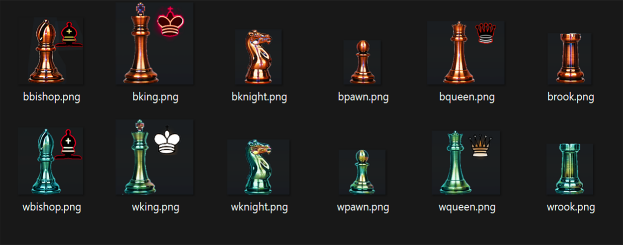 bbishop.png
bking.png
bknight.png
bpawn.png
bqueen.png
brook.png
wbishop.png
wking.png
wknight.png
wpawn.png
wqueen.png
wrook.png